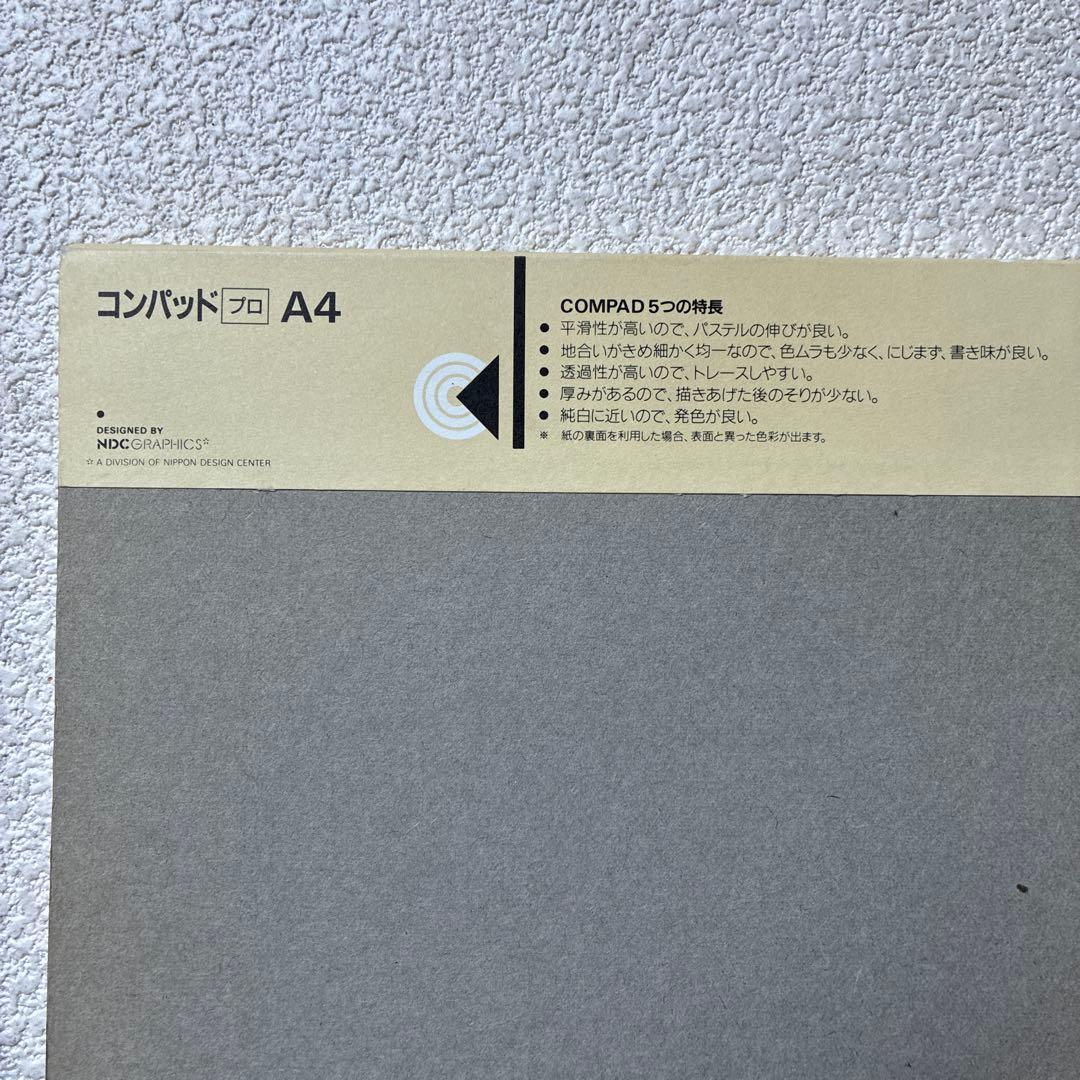 コンパッド プロ A4
DESIGNED BY
NDC GRAPHICS☆
☆ A DIVISION OF NIPPON DESIGN CENTER
COMPAD 5つの特長
● 平滑性が高いので、パステルの伸びが良い。
● 地合いがきめ細かく均一なので、色ムラも少なく、にじまず、書き味が良い。
● 透過性が高いので、トレースしやすい。
● 厚みがあるので、描きあげた後のそりが少ない。
● 純白に近いので、発色が良い。
※ 紙の裏面を利用した場合、表面と異った色彩が出ます。